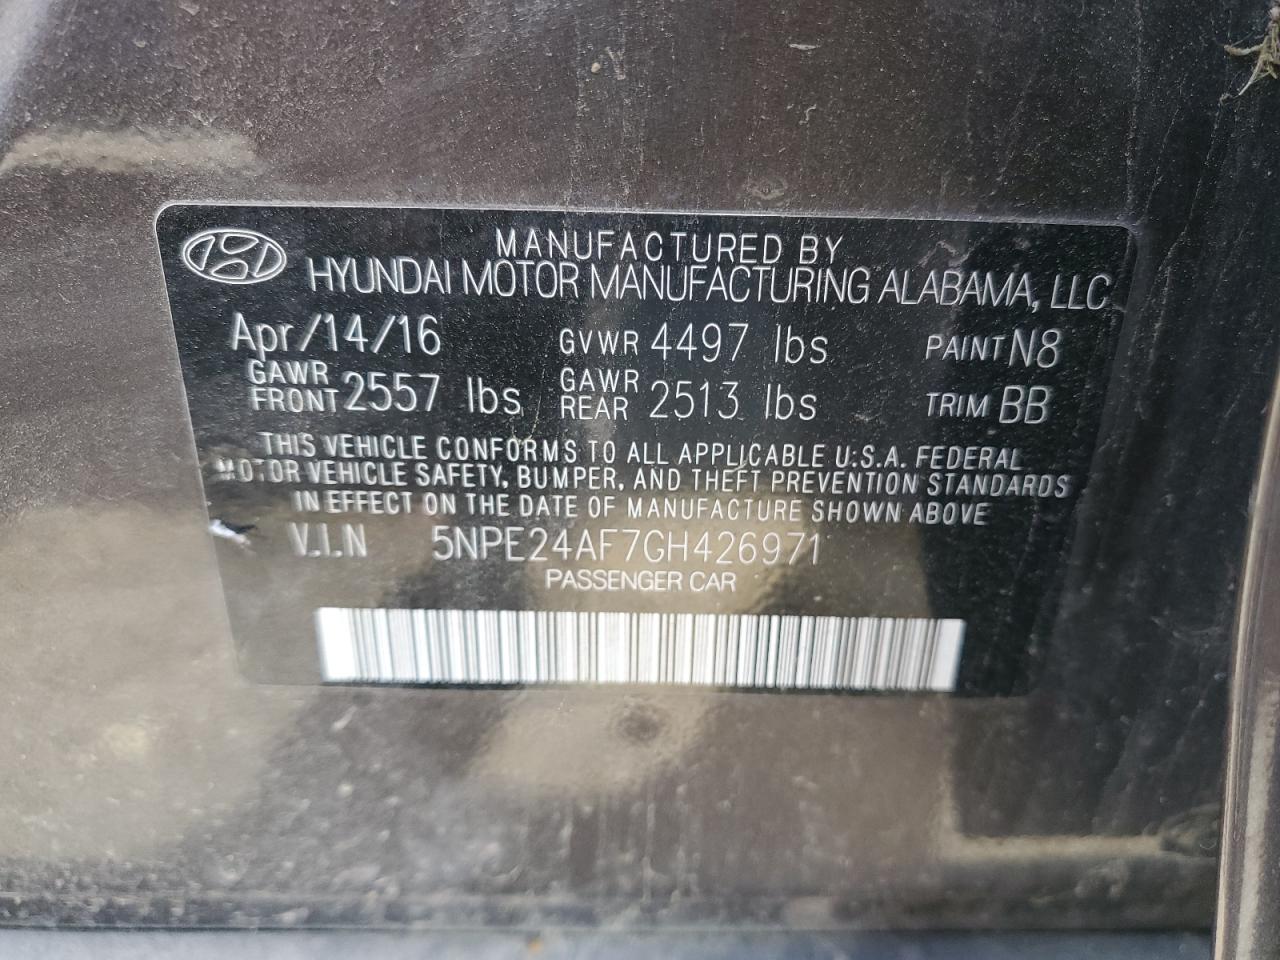 MANUFACTURED BY
HYUNDAI MOTOR MANUFACTURING ALABAMA, LLC
Apr/14/16 GVWR 4497 lbs PAINT N8
GAWR FRONT 2557 lbs GAWR REAR 2513 lbs TRIM BB
THIS VEHICLE CONFORMS TO ALL APPLICABLE U.S.A. FEDERAL
MOTOR VEHICLE SAFETY, BUMPER, AND THEFT PREVENTION STANDARDS
IN EFFECT ON THE DATE OF MANUFACTURE SHOWN ABOVE
V.I.N 5NPE24AF7GH426971
PASSENGER CAR